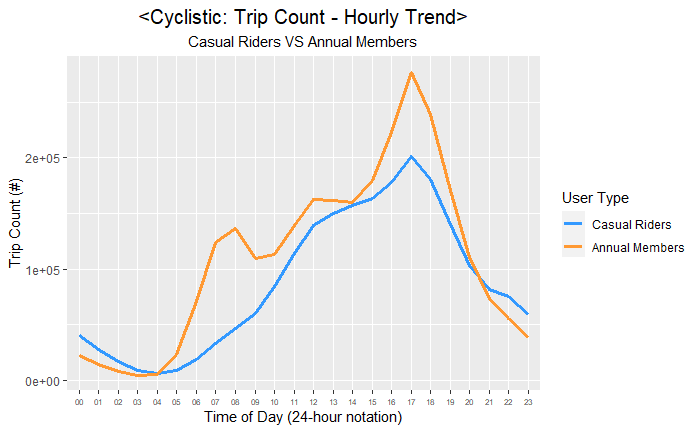 <Cyclistic: Trip Count - Hourly Trend>
Casual Riders VS Annual Members
Trip Count (#)
2e+05
1e+05
0e+00
00 01 02 03 04 05 06 07 08 09 10 11 12 13 14 15 16 17 18 19 20 21 22 23
Time of Day (24-hour notation)
User Type
Casual Riders
Annual Members